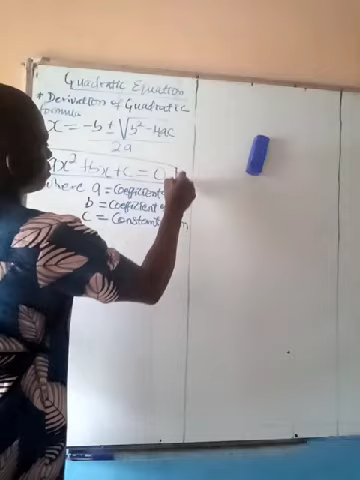 Quadratic Equation
* Derivation of Quadratic
formula
x = -b ± √b² - 4ac
2a
ax² + bx + c = 0
where a = Coefficient
b = Coefficient
c = Constant